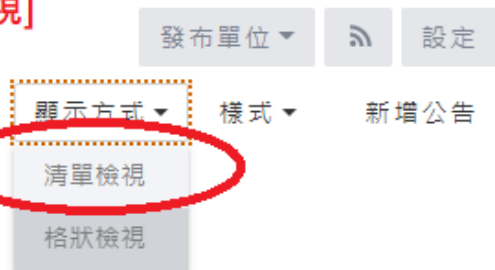 視]
發布單位
設定
顯示方式 樣式 新增公告
清單檢視
格狀檢視